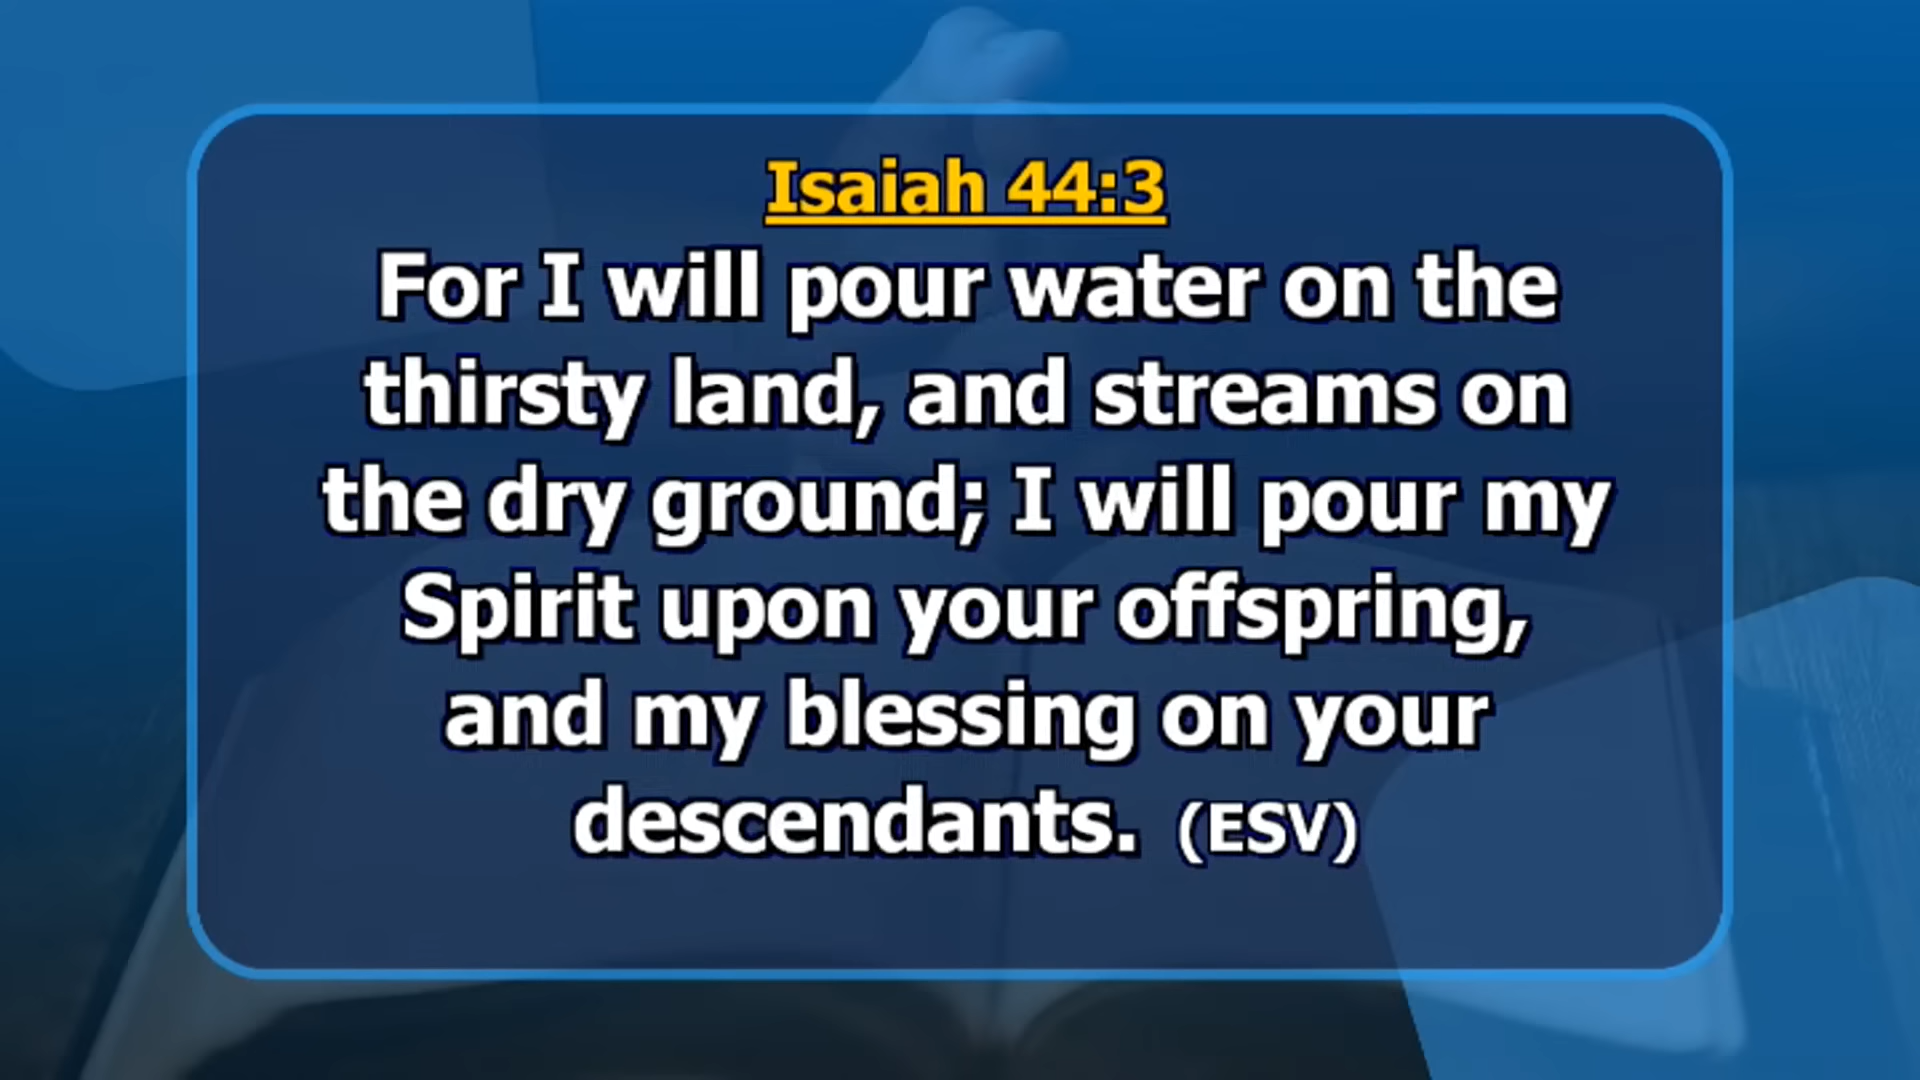 Isaiah 44:3
For I will pour water on the
thirsty land, and streams on
the dry ground; I will pour my
Spirit upon your offspring,
and my blessing on your
descendants. (ESV)